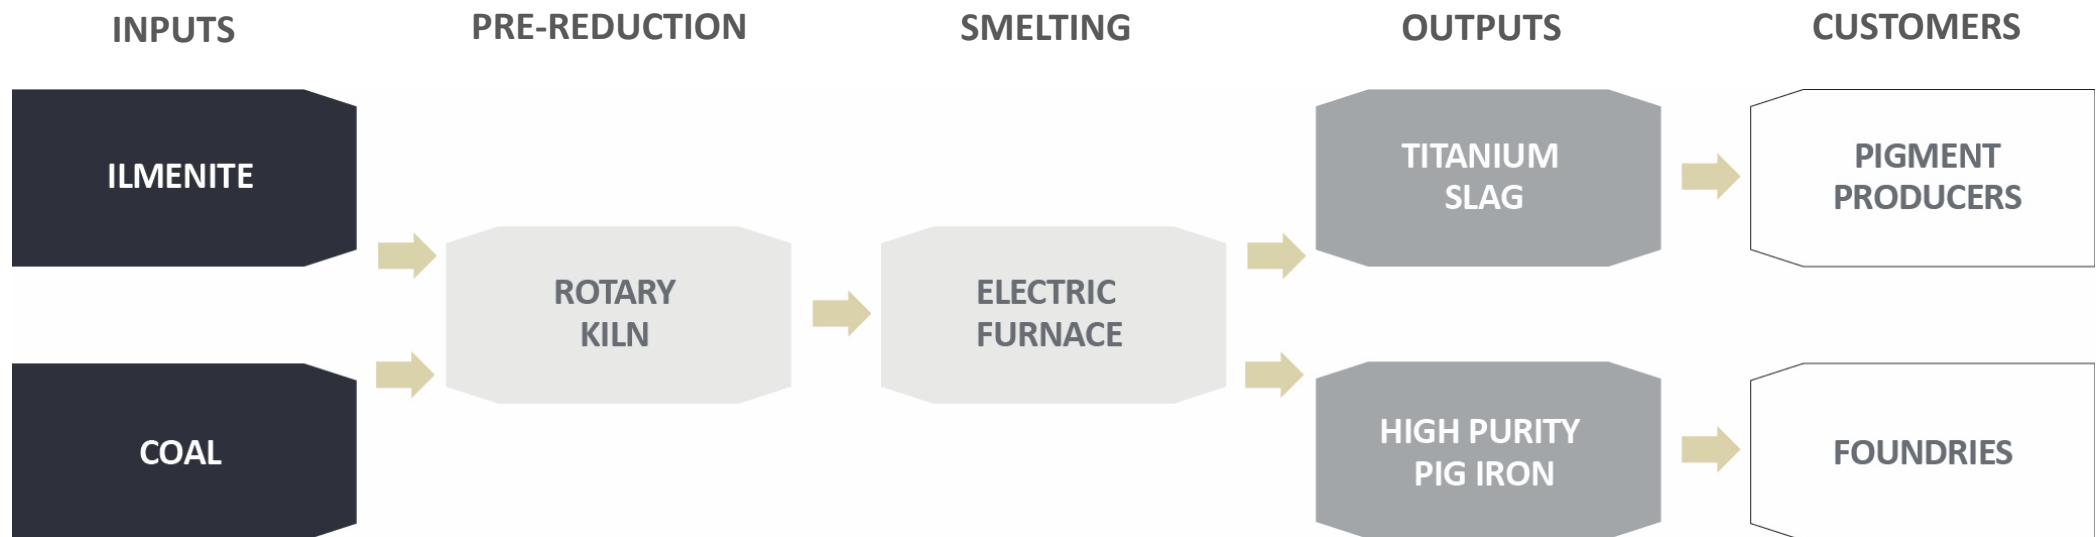 INPUTS
PRE-REDUCTION
SMELTING
OUTPUTS
CUSTOMERS
ILMENITE
COAL
ROTARY
KILN
ELECTRIC
FURNACE
TITANIUM
SLAG
HIGH PURITY
PIG IRON
PIGMENT
PRODUCERS
FOUNDRIES